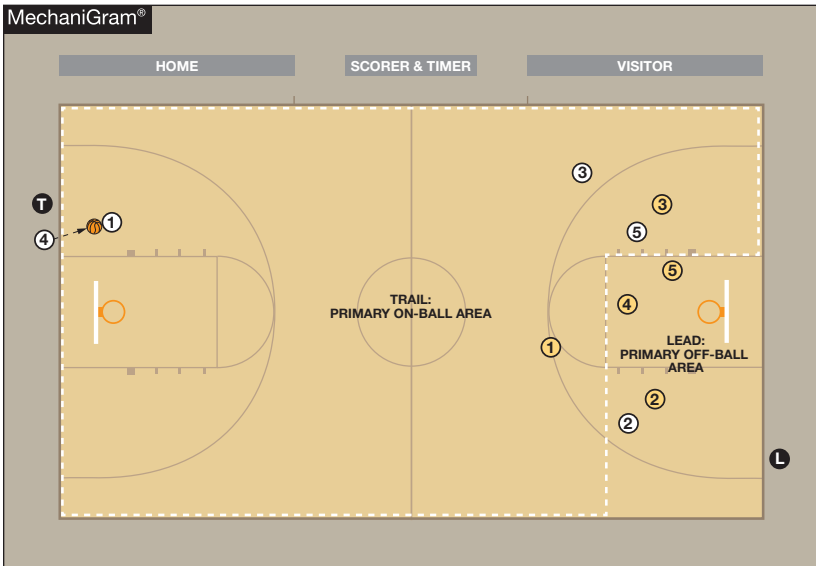 MechaniGram®
HOME
SCORER & TIMER
VISITOR
T
1
4
3
3
5
5
4
TRAIL:
PRIMARY ON-BALL AREA
1
LEAD:
PRIMARY OFF-BALL
AREA
2
2
L